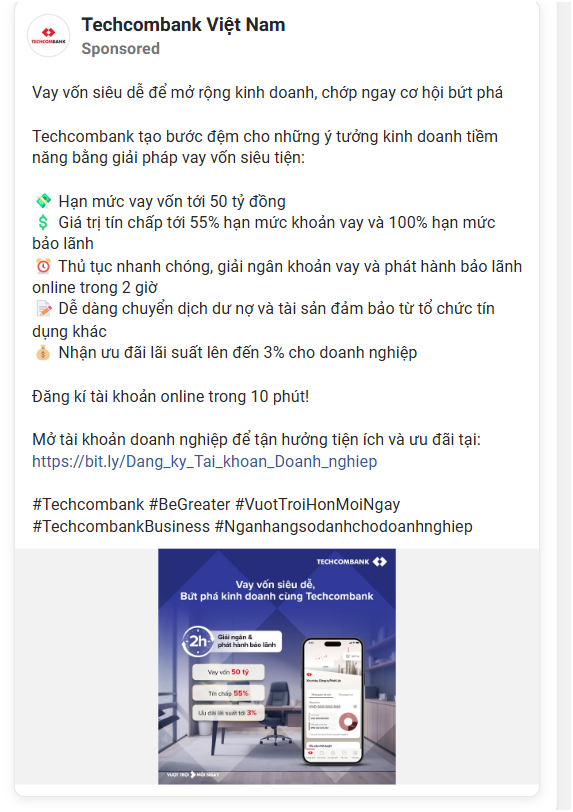 TECHCOMBANK
Techcombank Việt Nam
Sponsored
Vay vốn siêu dễ để mở rộng kinh doanh, chớp ngay cơ hội bứt phá
Techcombank tạo bước đệm cho những ý tưởng kinh doanh tiềm
năng bằng giải pháp vay vốn siêu tiện:
💸 Hạn mức vay vốn tới 50 tỷ đồng
💲 Giá trị tín chấp tới 55% hạn mức khoản vay và 100% hạn mức
bảo lãnh
⏰ Thủ tục nhanh chóng, giải ngân khoản vay và phát hành bảo lãnh
online trong 2 giờ
📝 Dễ dàng chuyển dịch dư nợ và tài sản đảm bảo từ tổ chức tín
dụng khác
💰 Nhận ưu đãi lãi suất lên đến 3% cho doanh nghiệp
Đăng kí tài khoản online trong 10 phút!
Mở tài khoản doanh nghiệp để tận hưởng tiện ích và ưu đãi tại:
https://bit.ly/Dang_ky_Tai_khoan_Doanh_nghiep
#Techcombank #BeGreater #VuotTroiHonMoiNgay
#TechcombankBusiness #Nganhangsodanhchodoanhnghiep
TECHCOMBANK
Vay vốn siêu dễ,
Bứt phá kinh doanh cùng Techcombank
2h
Giải ngân &
phát hành bảo lãnh
Vay vốn 50 tỷ
Tín chấp 55%
Ưu đãi lãi suất tới 3%
VƯỢT TRỘI MỖI NGÀY